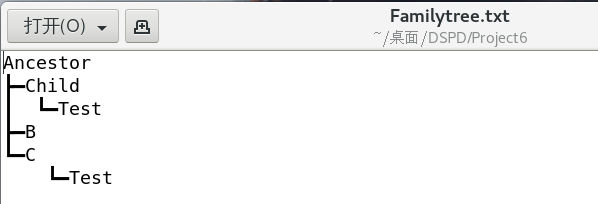 打开(O)
Familytree.txt
~/桌面/DSPD/Project6
Ancestor
┣━Child
┃  ┗━Test
┣━B
┗━C
    ┗━Test